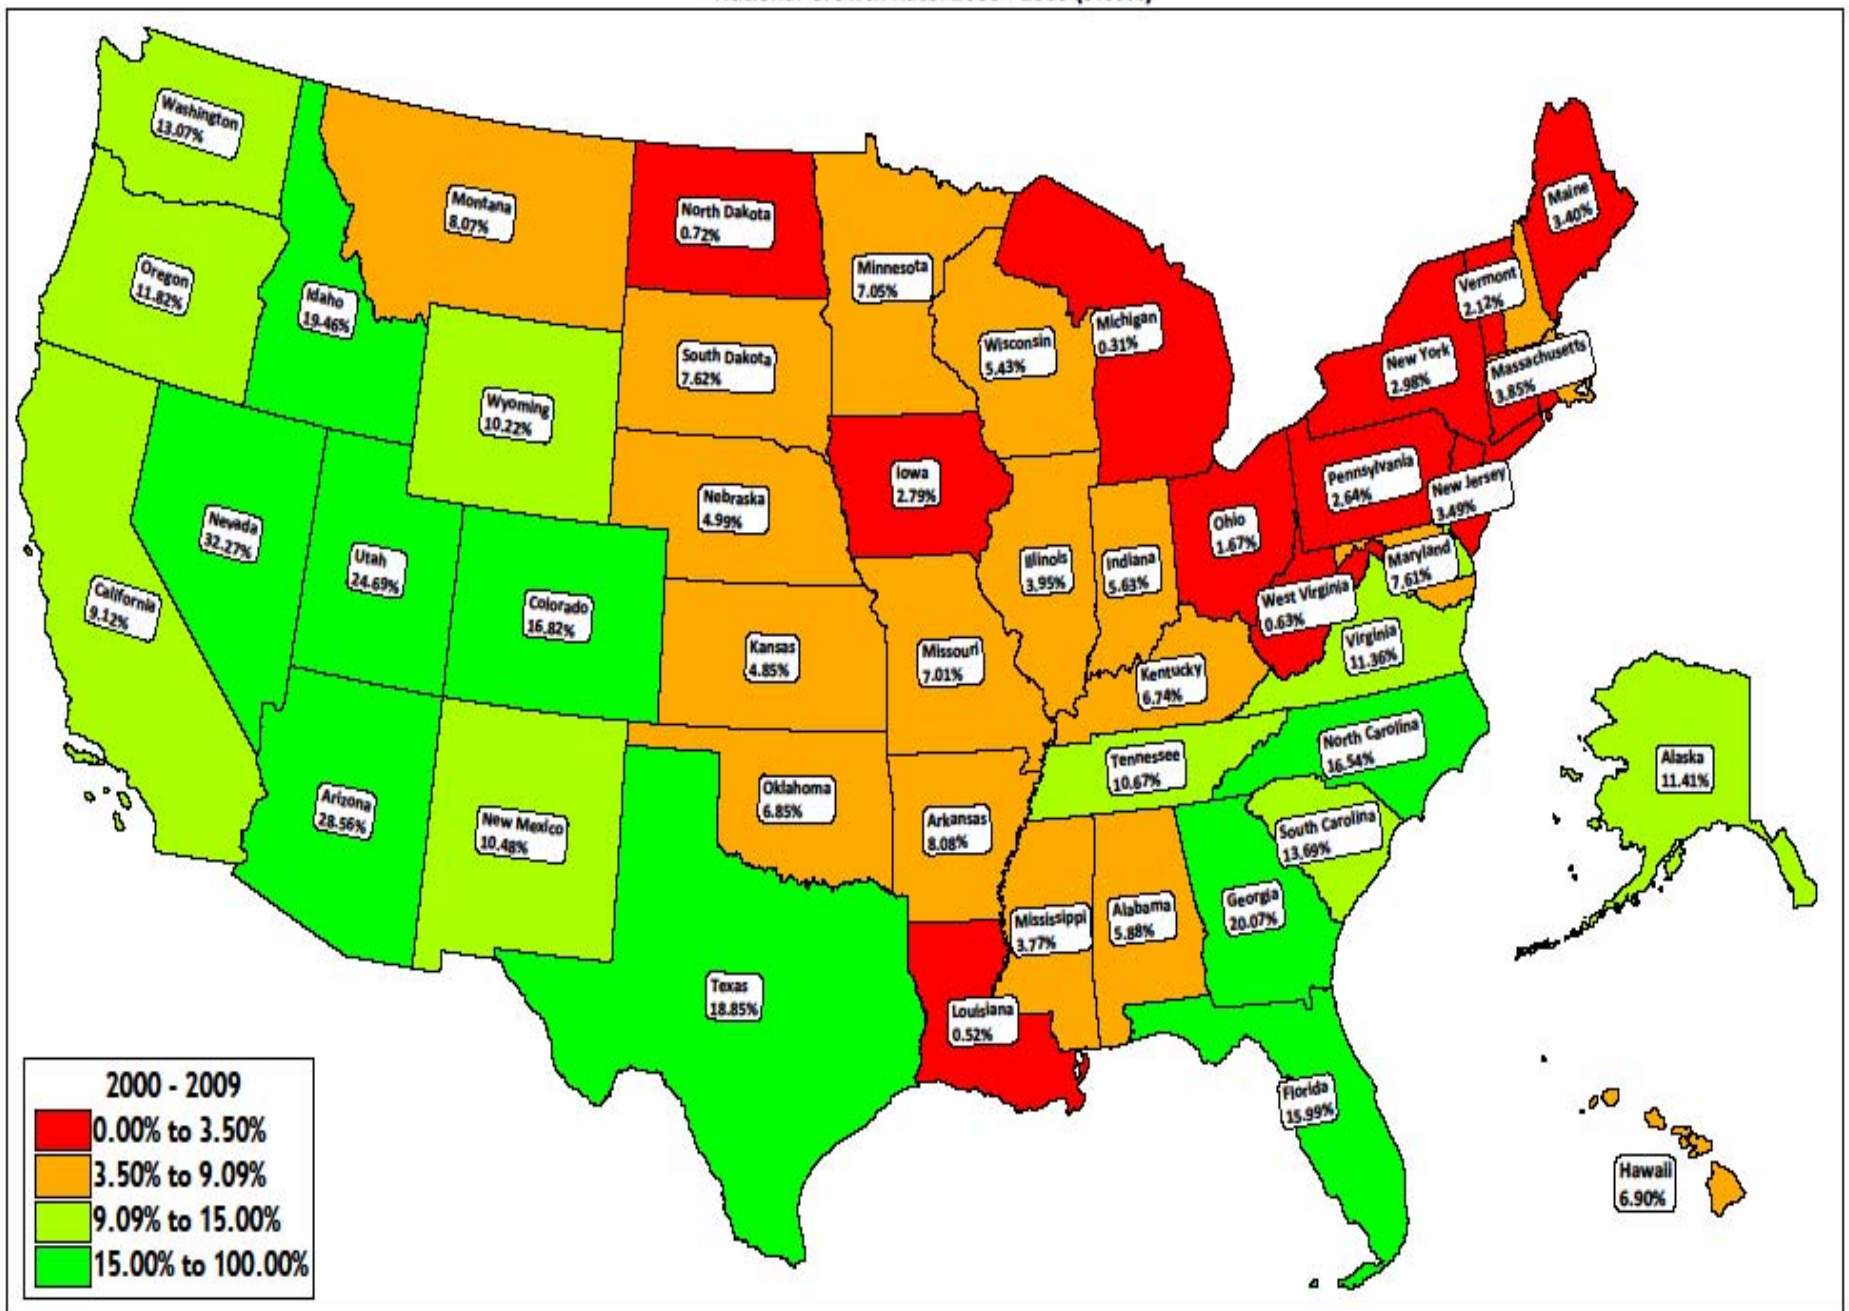 Washington
13.07%
Montana
8.07%
North Dakota
0.72%
Minnesota
7.05%
Maine
3.40%
Oregon
11.82%
Idaho
19.46%
Vermont
2.12%
Michigan
0.31%
Wisconsin
5.43%
South Dakota
7.62%
New York
2.98%
Massachusetts
3.85%
Wyoming
10.22%
Iowa
2.79%
Nebraska
4.99%
Pennsylvania
2.64%
New Jersey
3.49%
Nevada
32.27%
Utah
24.69%
Ohio
1.67%
Illinois
3.95%
Indiana
5.63%
Maryland
7.61%
California
9.12%
Colorado
16.82%
West Virginia
0.63%
Virginia
11.36%
Kansas
4.85%
Missouri
7.01%
Kentucky
6.74%
North Carolina
16.54%
Tennessee
10.67%
Alaska
11.41%
Arizona
28.56%
New Mexico
10.48%
Oklahoma
6.85%
Arkansas
8.08%
South Carolina
13.69%
Georgia
20.07%
Mississippi
3.77%
Alabama
5.88%
Texas
18.85%
Louisiana
0.52%
Florida
15.99%
Hawaii
6.90%
2000 - 2009
0.00% to 3.50%
3.50% to 9.09%
9.09% to 15.00%
15.00% to 100.00%